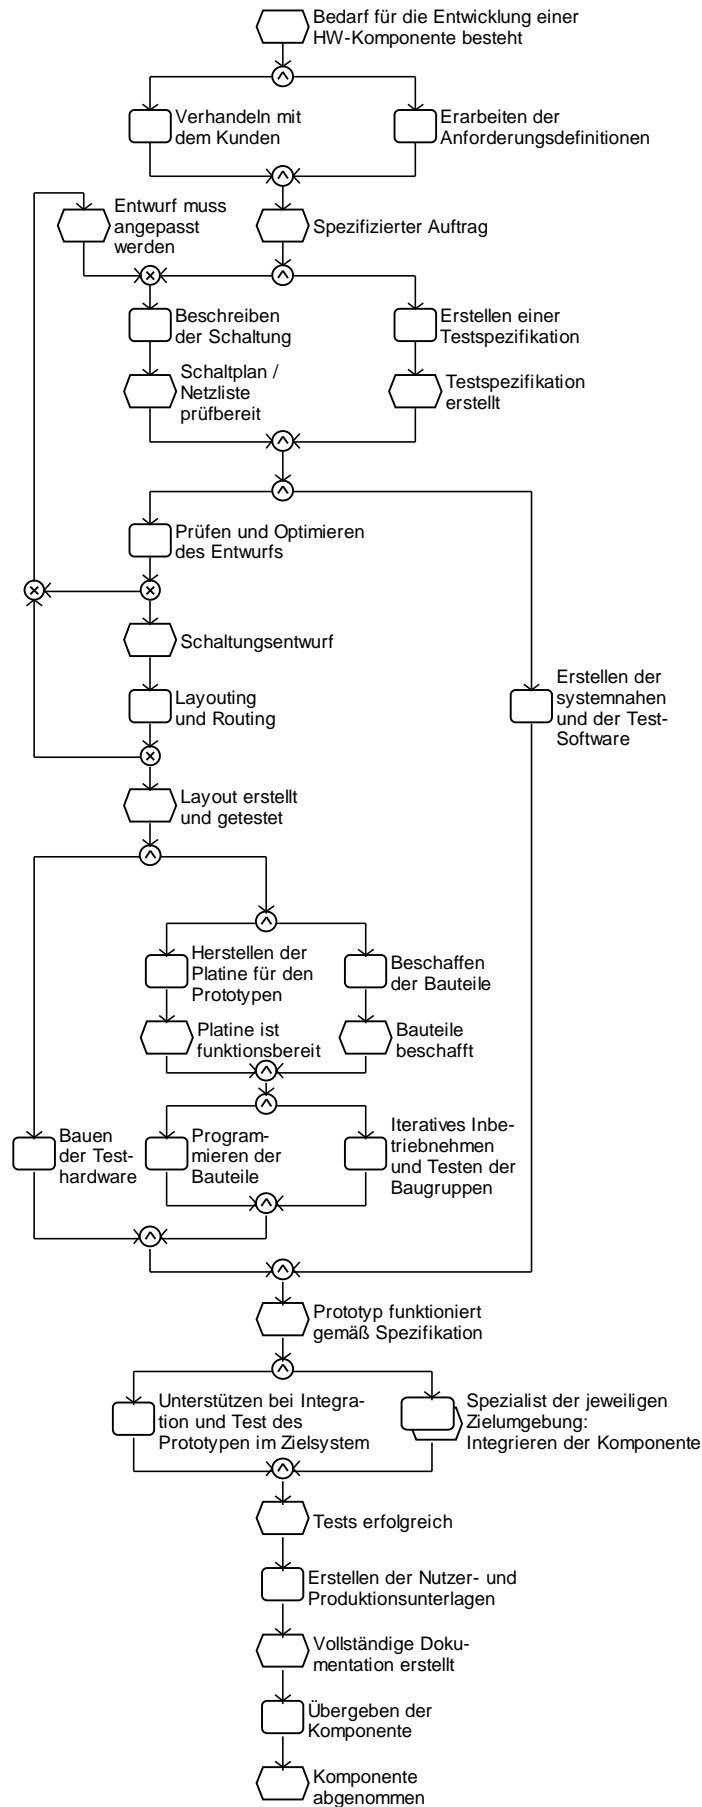 Bedarf für die Entwicklung einer
HW-Komponente besteht
Verhandeln mit
dem Kunden
Erarbeiten der
Anforderungsdefinitionen
Entwurf muss
angepasst
werden
Spezifizierter Auftrag
Beschreiben
der Schaltung
Erstellen einer
Testspezifikation
Schaltplan /
Netzliste
prüfbereit
Testspezifikation
erstellt
Prüfen und Optimieren
des Entwurfs
Schaltungsentwurf
Layouting
und Routing
Erstellen der
systemnahen
und der Test-
Software
Layout erstellt
und getestet
Herstellen der
Platine für den
Prototypen
Beschaffen
der Bauteile
Platine ist
funktionsbereit
Bauteile
beschafft
Bauen
der Test-
hardware
Program-
mieren der
Bauteile
Iteratives Inbe-
triebnehmen
und Testen der
Baugruppen
Prototyp funktioniert
gemäß Spezifikation
Unterstützen bei Integra-
tion und Test des
Prototypen im Zielsystem
Spezialist der jeweiligen
Zielumgebung:
Integrieren der Komponente
Tests erfolgreich
Erstellen der Nutzer- und
Produktionsunterlagen
Vollständige Doku-
mentation erstellt
Übergeben der
Komponente
Komponente
abgenommen